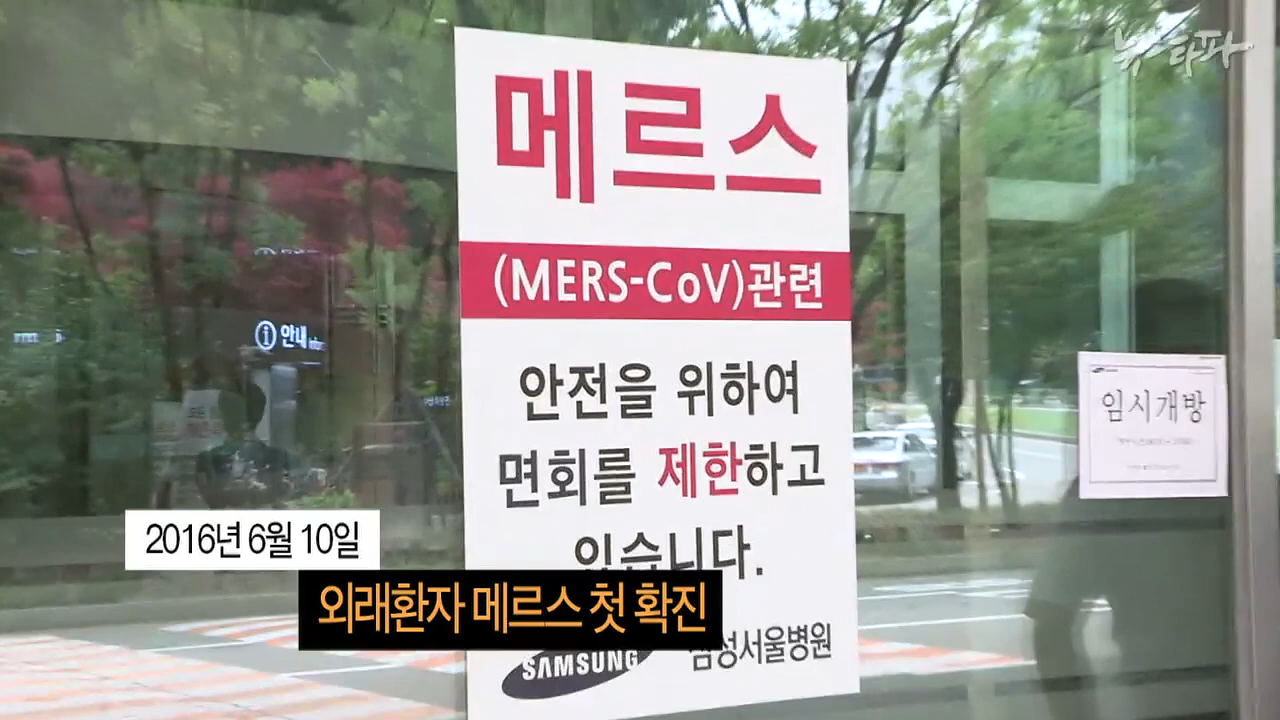 뉴스타파
메르스
(MERS-CoV)관련
안전을 위하여
면회를 제한하고
있습니다.
SAMSUNG 삼성서울병원
안내
임시개방
2016년 6월 10일
외래환자 메르스 첫 확진